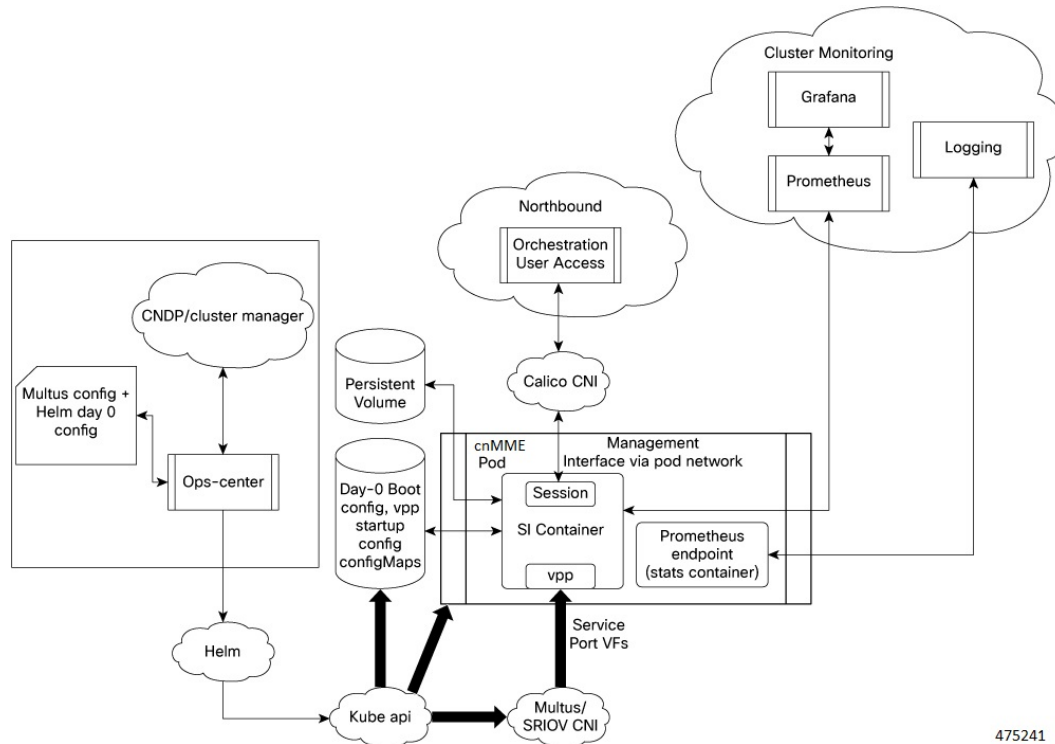 Cluster Monitoring
Grafana
Prometheus
Logging
Northbound
Orchestration
User Access
Calico CNI
CNDP/cluster manager
Multus config +
Helm day 0
config
Ops-center
Persistent
Volume
Day-0 Boot
config, vpp
startup
config
configMaps
cnMME
Pod
Management
Interface via pod network
Session
SI Container
vpp
Prometheus
endpoint
(stats container)
Service
Port VFs
Helm
Kube api
Multus/
SRIOV CNI
475241